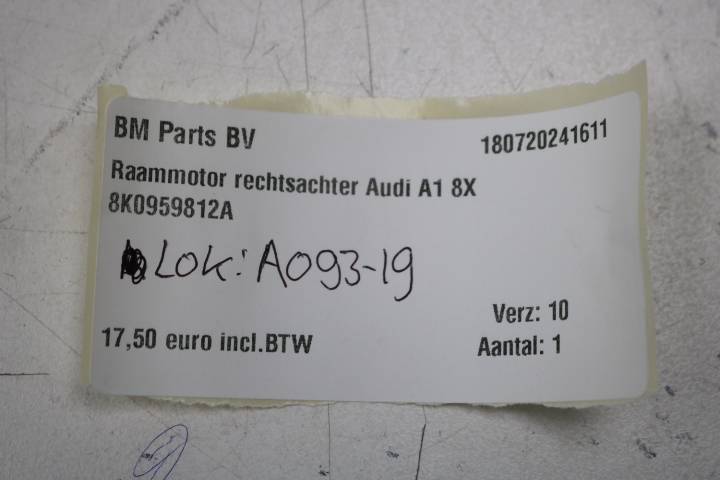 BM Parts BV
180720241611
Raammotor rechtsachter Audi A1 8X
8K0959812A
Lok: A093-19
Verz: 10
17,50 euro incl.BTW
Aantal: 1